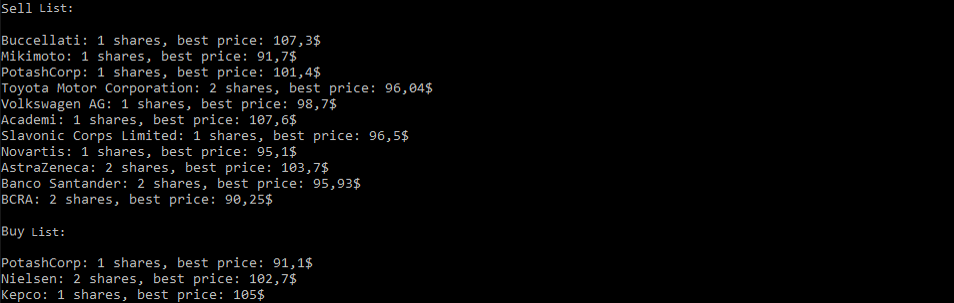 Sell List:
Buccellati: 1 shares, best price: 107,3$
Mikimoto: 1 shares, best price: 91,7$
PotashCorp: 1 shares, best price: 101,4$
Toyota Motor Corporation: 2 shares, best price: 96,04$
Volkswagen AG: 1 shares, best price: 98,7$
Academi: 1 shares, best price: 107,6$
Slavonic Corps Limited: 1 shares, best price: 96,5$
Novartis: 1 shares, best price: 95,1$
AstraZeneca: 2 shares, best price: 103,7$
Banco Santander: 2 shares, best price: 95,93$
BCRA: 2 shares, best price: 90,25$
Buy List:
PotashCorp: 1 shares, best price: 91,1$
Nielsen: 2 shares, best price: 102,7$
Kepco: 1 shares, best price: 105$